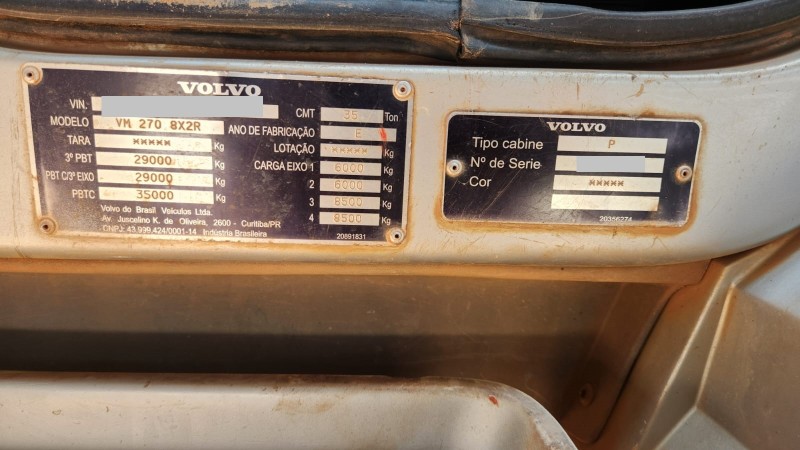 VOLVO
VIN.
MODELO VM 270 8X2R
TARA ***** Kg
3º PBT 29000 Kg
PBT C/3º EIXO 29000 Kg
PBTC 35000 Kg
CMT 35 Ton
ANO DE FABRICAÇÃO E
LOTAÇÃO ***** Kg
CARGA EIXO 1 6000 Kg
2 6000 Kg
3 8500 Kg
4 8500 Kg
Volvo do Brasil Veículos Ltda.
Av. Juscelino K. de Oliveira, 2600 - Curitiba/PR
CNPJ: 43.999.424/0001-14 Indústria Brasileira
20891831
VOLVO
Tipo cabine P
Nº de Serie
Cor *****
20356274